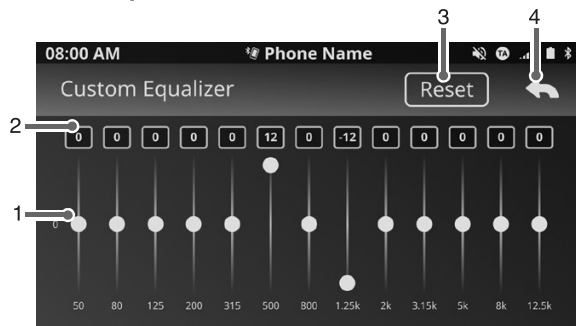 3 4
08:00 AM Phone Name TA
Custom Equalizer Reset
2 0 0 0 0 0 12 0 -12 0 0 0 0 0
1 0
50 80 125 200 315 500 800 1.25k 2k 3.15k 5k 8k 12.5k